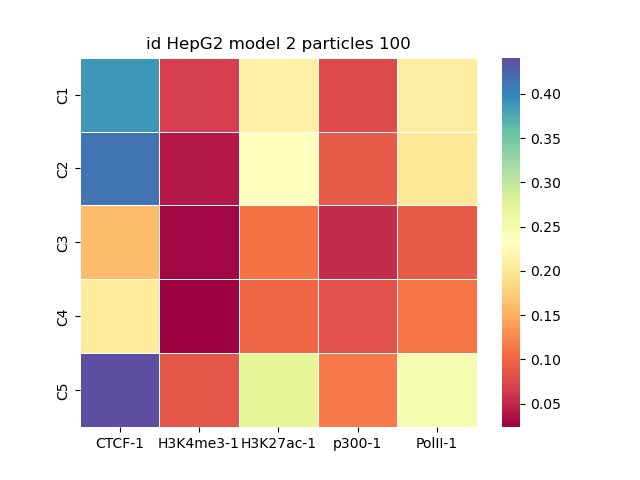 id HepG2 model 2 particles 100
C1
C2
C3
C4
C5
CTCF-1 H3K4me3-1 H3K27ac-1 p300-1 PolII-1
0.40
0.35
0.30
0.25
0.20
0.15
0.10
0.05